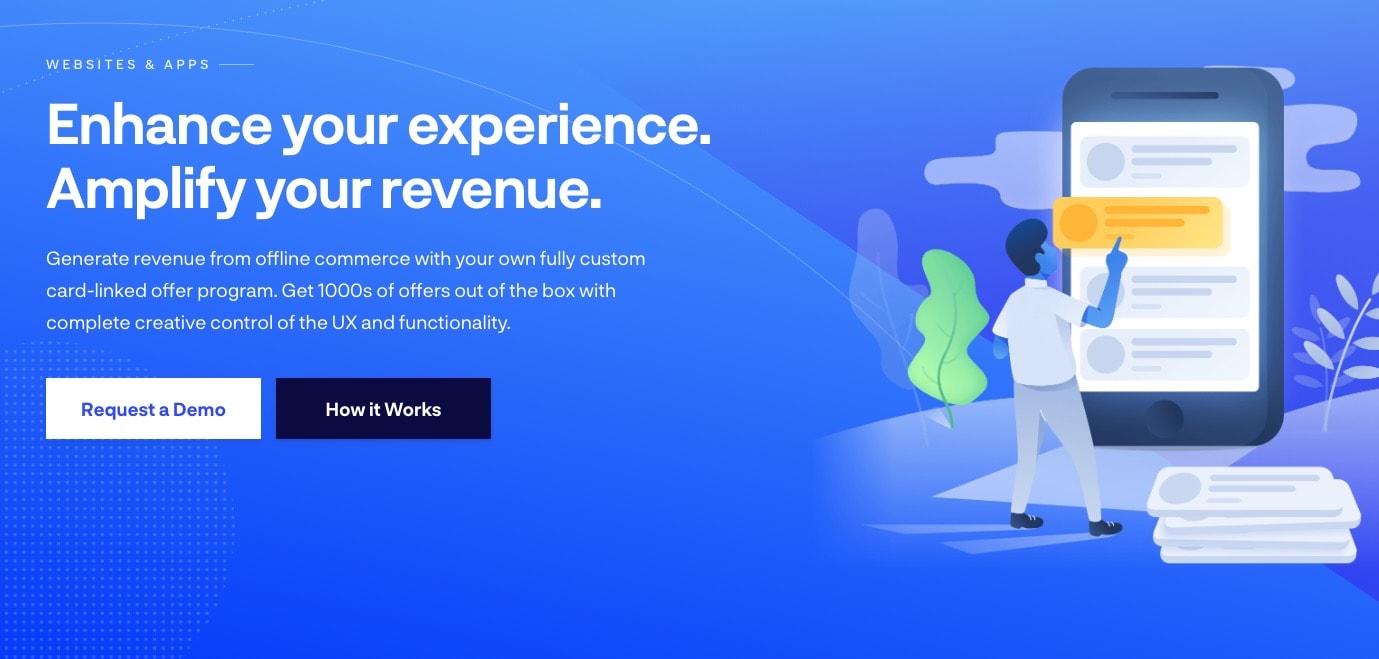 WEBSITES & APPS
Enhance your experience.
Amplify your revenue.
Generate revenue from offline commerce with your own fully custom
card-linked offer program. Get 1000s of offers out of the box with
complete creative control of the UX and functionality.
Request a Demo
How it Works